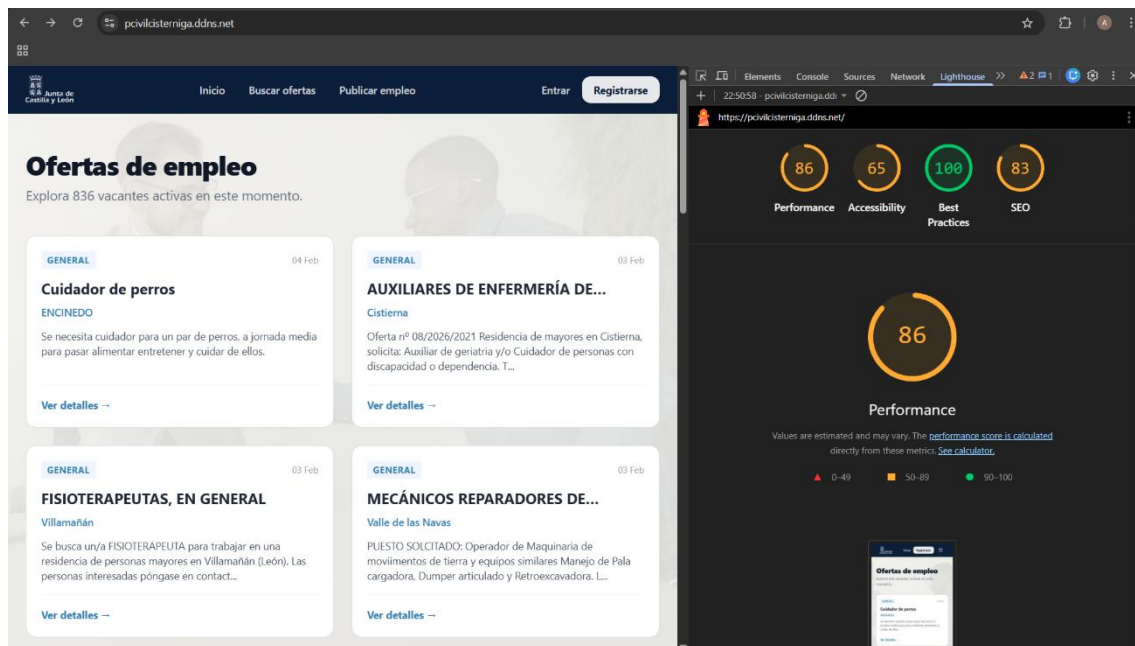 pcivilcisterniga.ddns.net
A
Junta de
Castilla y León
Inicio
Buscar ofertas
Publicar empleo
Entrar
Registrarse
Ofertas de empleo
Explora 836 vacantes activas en este momento.
GENERAL
04 Feb
Cuidador de perros
ENCINEDO
Se necesita cuidador para un par de perros, a jornada media
para pasar alimentar entretener y cuidar de ellos.
Ver detalles →
GENERAL
03 Feb
AUXILIARES DE ENFERMERÍA DE...
Cistierna
Oferta nº 08/2026/2021 Residencia de mayores en Cistierna,
solicita: Auxiliar de geriatria y/o Cuidador de personas con
discapacidad o dependencia. T...
Ver detalles →
GENERAL
03 Feb
FISIOTERAPEUTAS, EN GENERAL
Villamañán
Se busca un/a FISIOTERAPEUTA para trabajar en una
residencia de personas mayores en Villamañán (León). Las
personas interesadas póngase en contact...
Ver detalles →
GENERAL
03 Feb
MECÁNICOS REPARADORES DE...
Valle de las Navas
PUESTO SOLCITADO: Operador de Maquinaria de
moviimentos de tierra y equipos similares Manejo de Pala
cargadora, Dumper articulado y Retroexcavadora. L...
Ver detalles →
Elements Console Sources Network Lighthouse
2 1
22:50:58 - pcivilcisterniga.ddi
https://pcivilcisterniga.ddns.net/
86
65
100
83
Performance
Accessibility
Best
Practices
SEO
86
Performance
Values are estimated and may vary. The performance score is calculated
directly from these metrics. See calculator.
0–49
50–89
90–100
Ofertas de empleo
Cuidador de perros